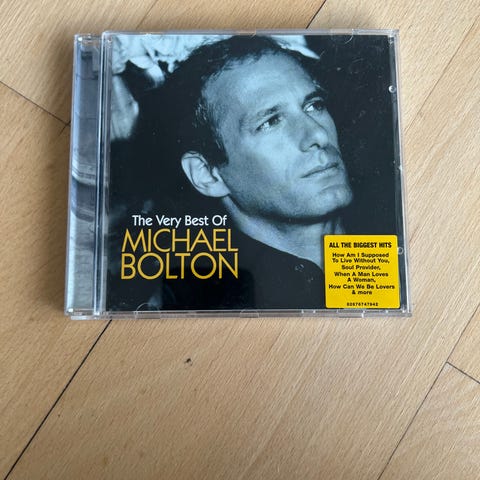 The Very Best Of
MICHAEL
BOLTON
ALL THE BIGGEST HITS
How Am I Supposed
To Live Without You,
Soul Provider,
When A Man Loves
A Woman,
How Can We Be Lovers
& more
82876747942